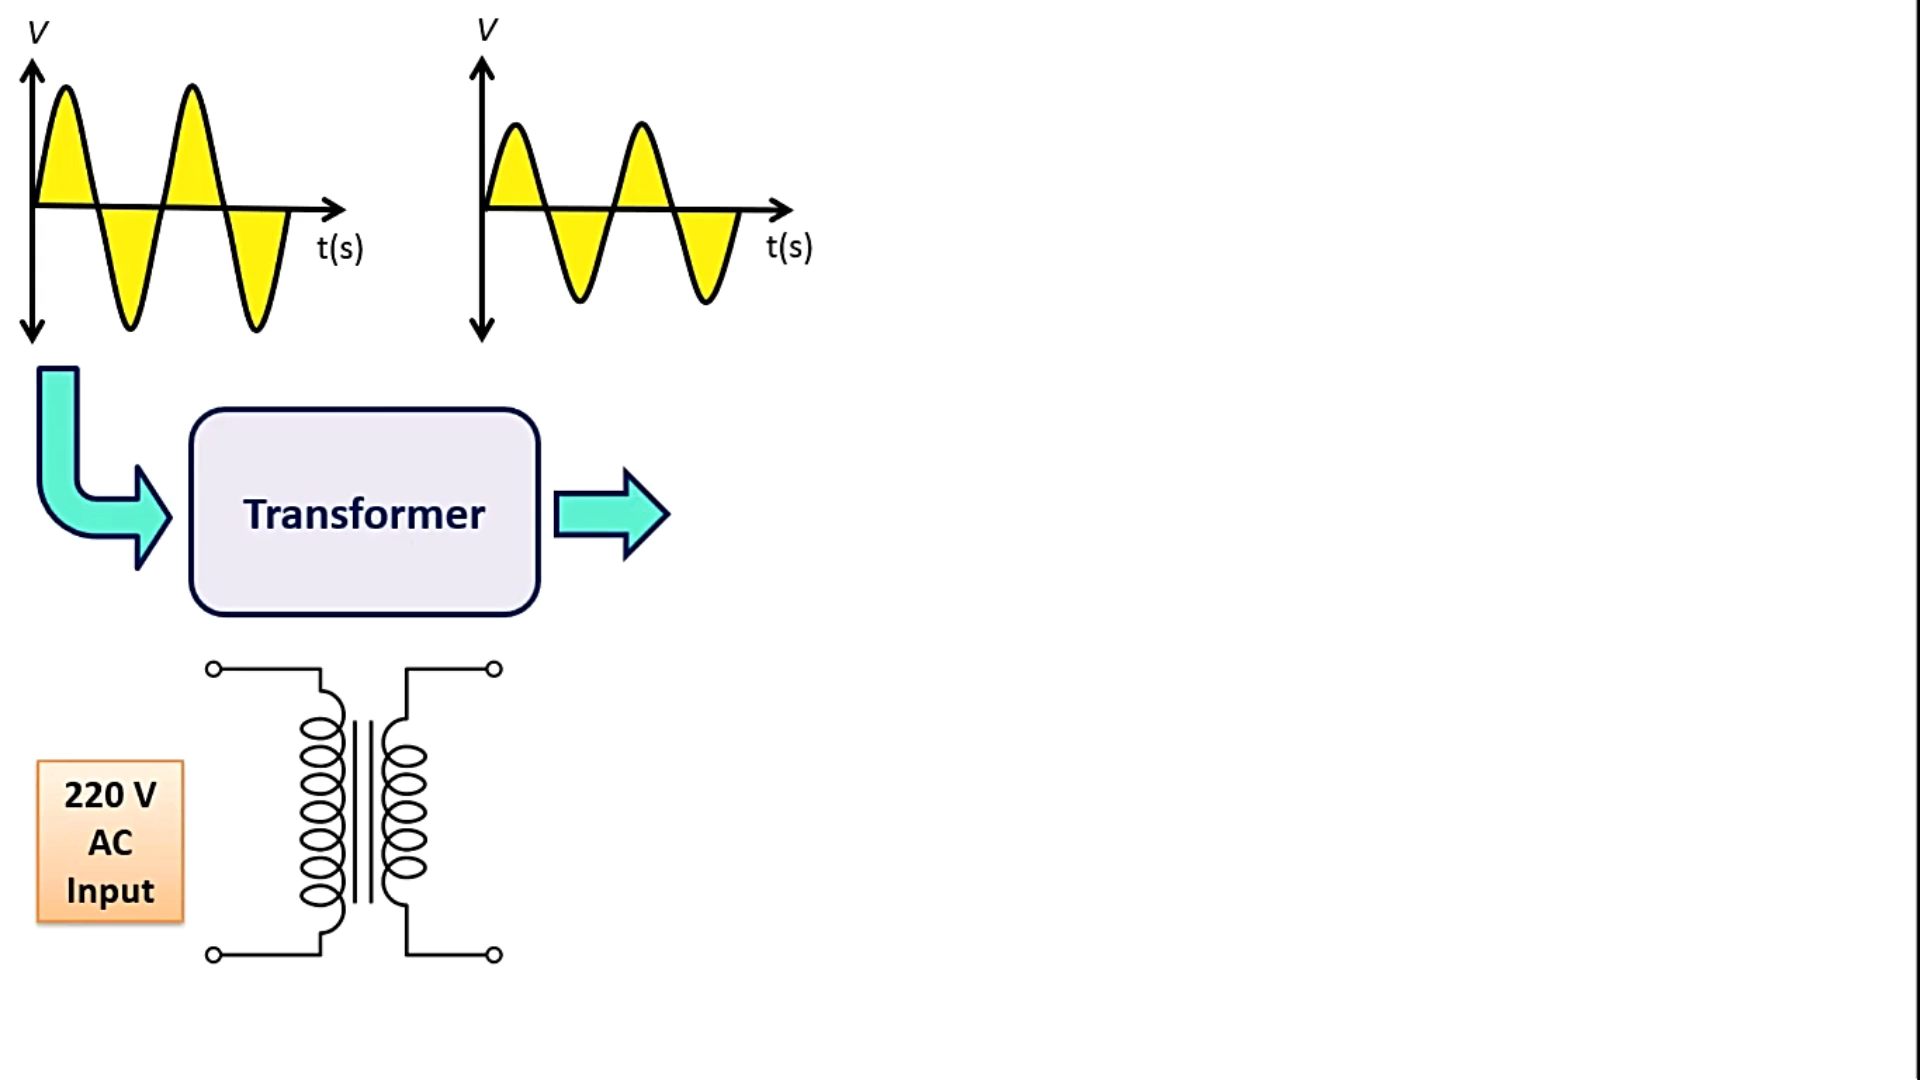 V
V
t(s)
t(s)
Transformer
220 V
AC
Input